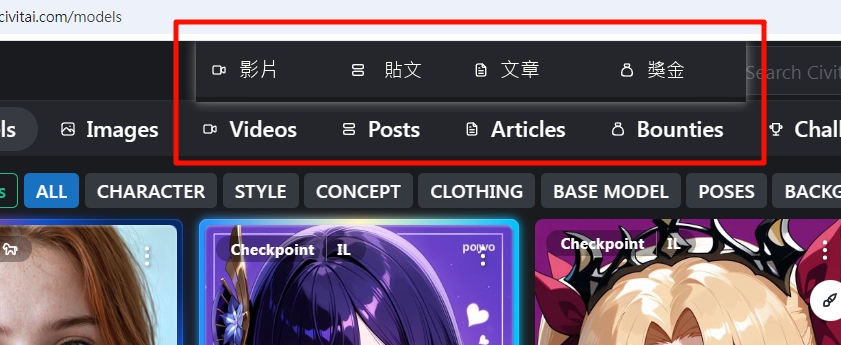 civitai.com/models
影片 貼文 文章 獎金
Search Civit
ls Images Videos Posts Articles Bounties Chall
s ALL CHARACTER STYLE CONCEPT CLOTHING BASE MODEL POSES BACKG
Checkpoint IL
Checkpoint IL